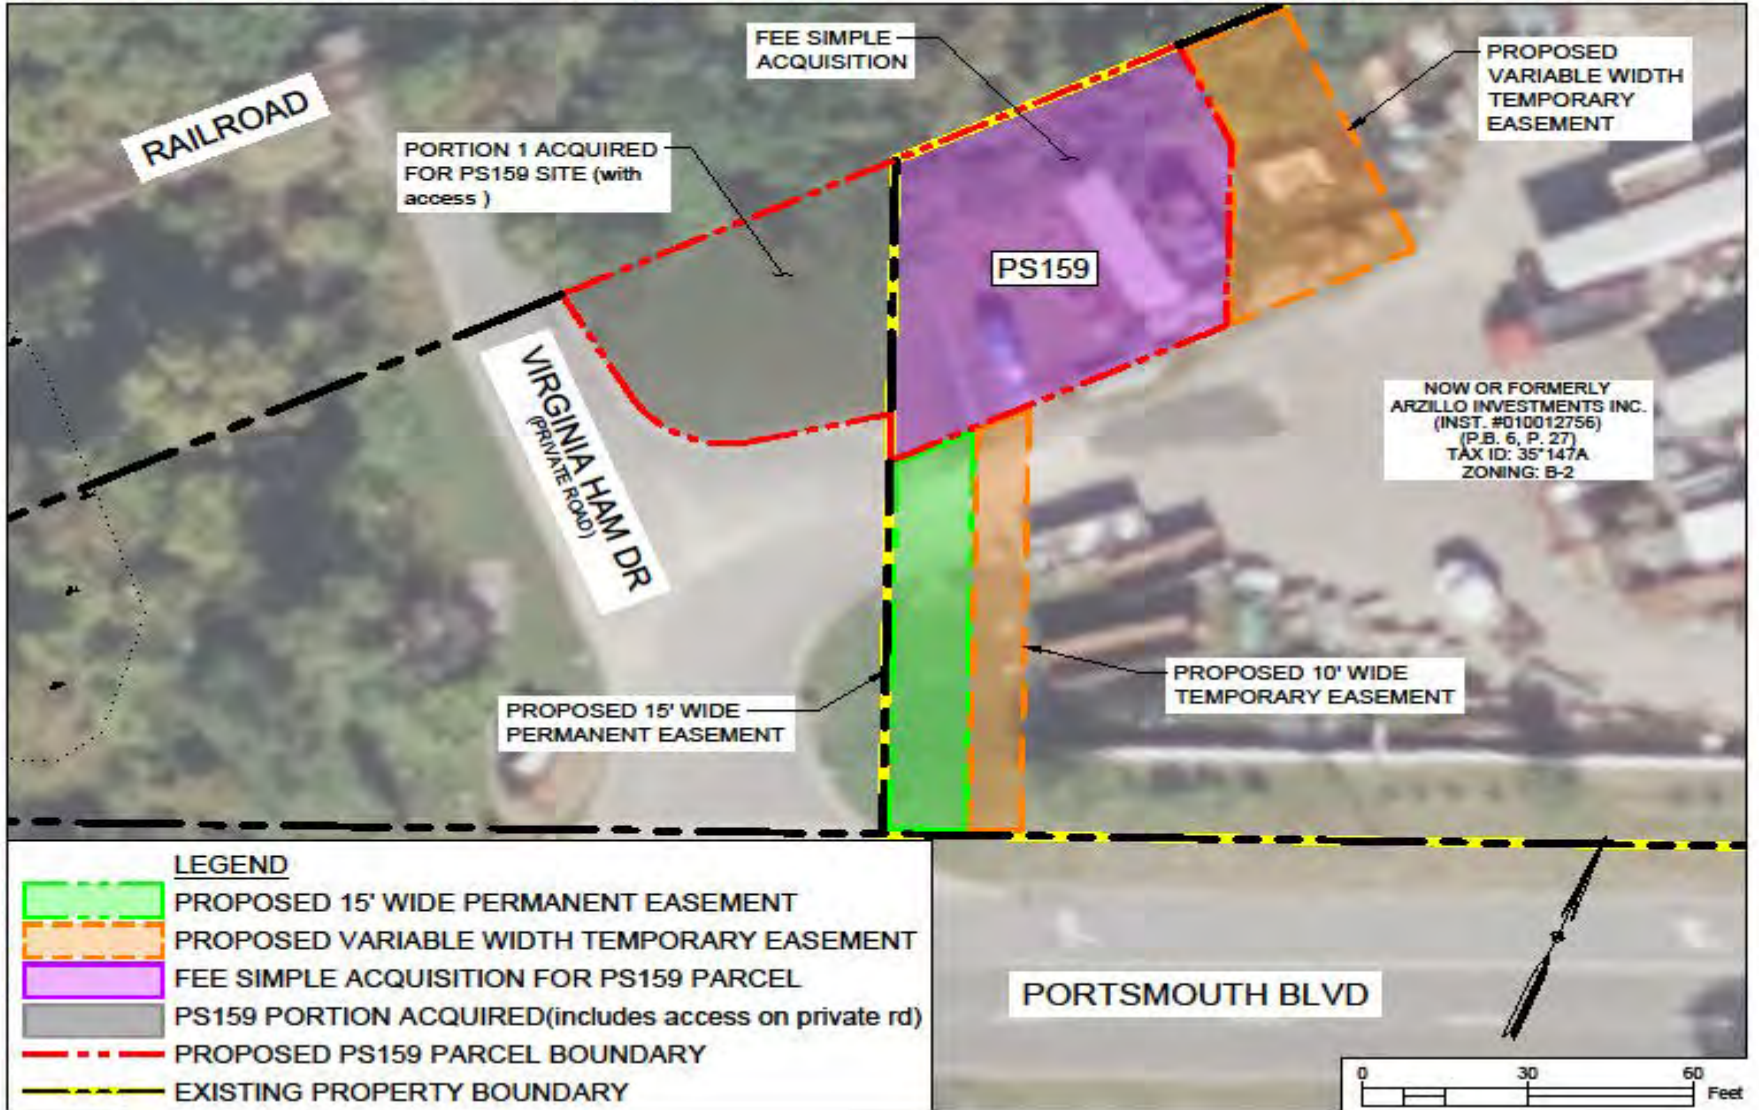 FEE SIMPLE
ACQUISITION
PROPOSED
VARIABLE WIDTH
TEMPORARY
EASEMENT
RAILROAD
PORTION 1 ACQUIRED
FOR PS159 SITE (with
access )
PS159
VIRGINIA HAM DR
(PRIVATE ROAD)
NOW OR FORMERLY
ARZILLO INVESTMENTS INC.
(INST. #010012756)
(P.B. 6, P. 27)
TAX ID: 35*147A
ZONING: B-2
PROPOSED 10' WIDE
TEMPORARY EASEMENT
PROPOSED 15' WIDE
PERMANENT EASEMENT
LEGEND
PROPOSED 15' WIDE PERMANENT EASEMENT
PROPOSED VARIABLE WIDTH TEMPORARY EASEMENT
FEE SIMPLE ACQUISITION FOR PS159 PARCEL
PS159 PORTION ACQUIRED(includes access on private rd)
PROPOSED PS159 PARCEL BOUNDARY
EXISTING PROPERTY BOUNDARY
PORTSMOUTH BLVD
0 30 60
Feet